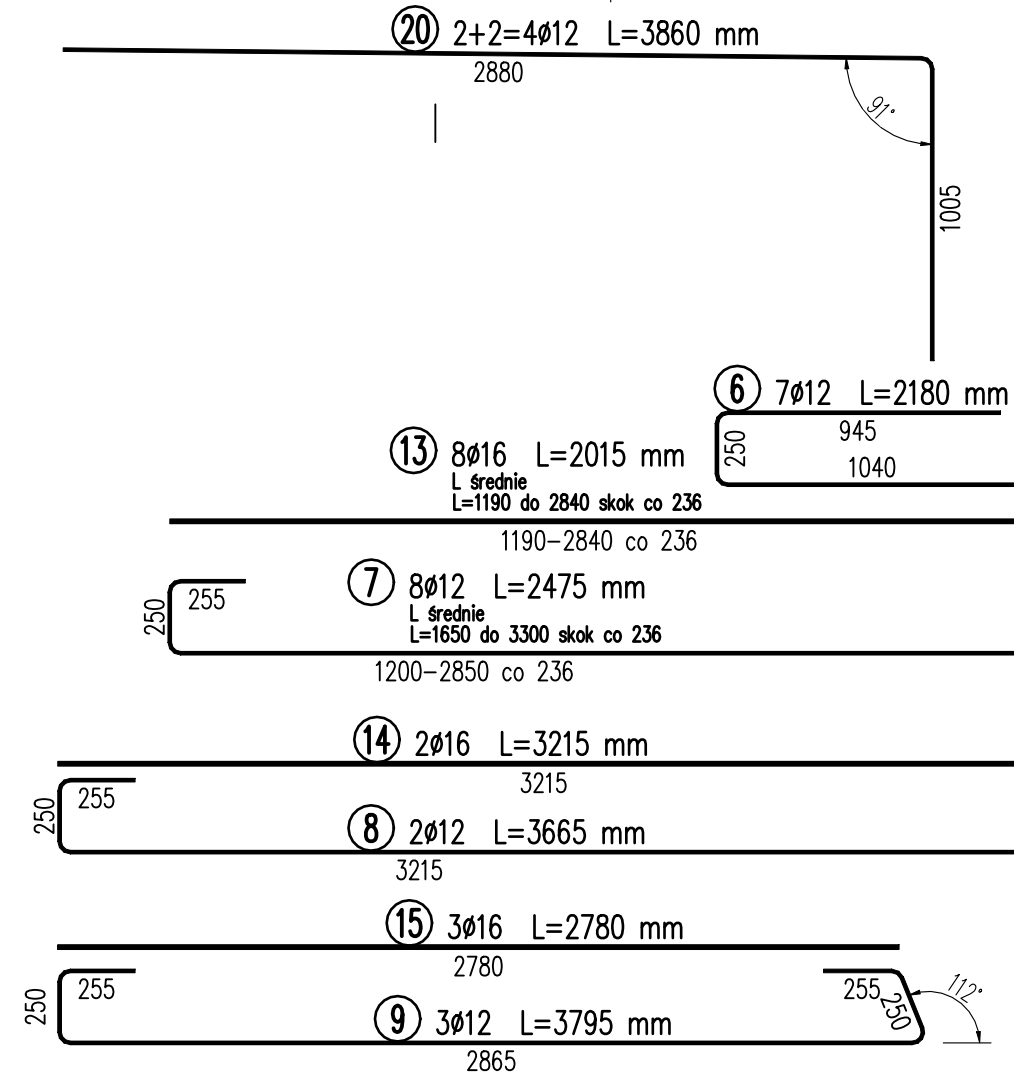 20 2+2=4ø12 L=3860 mm
2880
91°
1005
6 7ø12 L=2180 mm
945
250
1040
13 8ø16 L=2015 mm
L średnie
L=1190 do 2840 skok co 236
1190-2840 co 236
7 8ø12 L=2475 mm
L średnie
L=1650 do 3300 skok co 236
255
250
1200-2850 co 236
14 2ø16 L=3215 mm
3215
255
250
8 2ø12 L=3665 mm
3215
15 3ø16 L=2780 mm
2780
255
250
9 3ø12 L=3795 mm
2865
255
250
112°